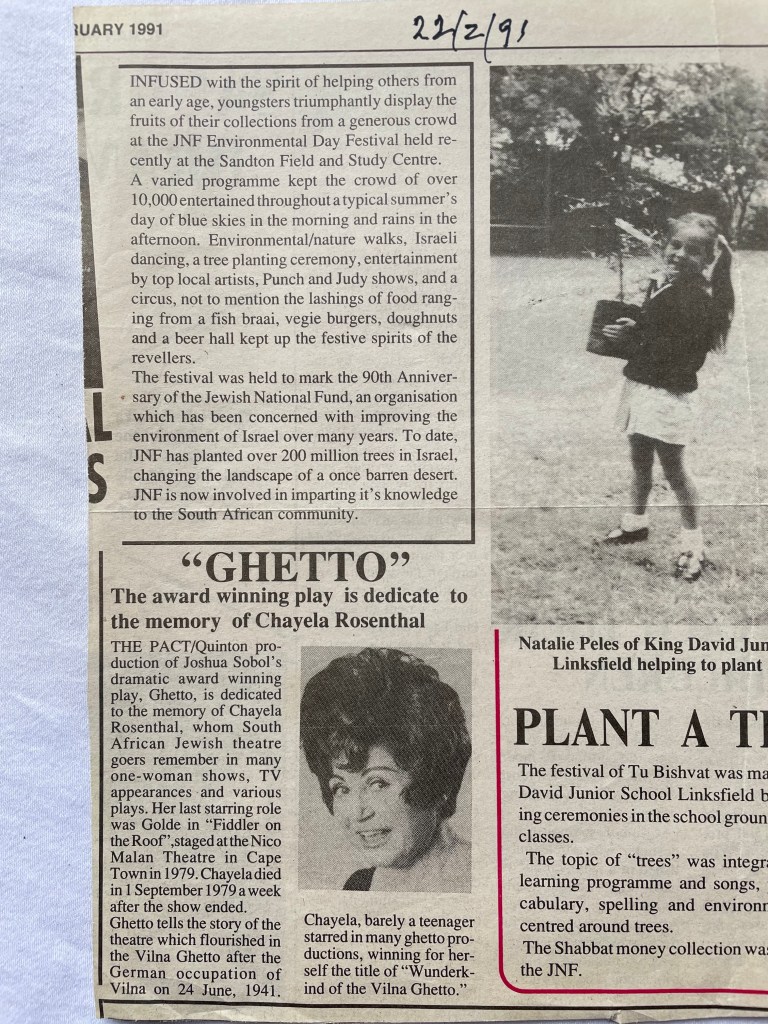 RUARY 1991
22/2/91
INFUSED with the spirit of helping others from
an early age, youngsters triumphantly display the
fruits of their collections from a generous crowd
at the JNF Environmental Day Festival held re-
cently at the Sandton Field and Study Centre.
A varied programme kept the crowd of over
10,000 entertained throughout a typical summer's
day of blue skies in the morning and rains in the
afternoon. Environmental/nature walks, Israeli
dancing, a tree planting ceremony, entertainment
by top local artists, Punch and Judy shows, and a
circus, not to mention the lashings of food rang-
ing from a fish braai, vegie burgers, doughnuts
and a beer hall kept up the festive spirits of the
revellers.
The festival was held to mark the 90th Anniver-
sary of the Jewish National Fund, an organisation
which has been concerned with improving the
environment of Israel over many years. To date,
JNF has planted over 200 million trees in Israel,
changing the landscape of a once barren desert.
JNF is now involved in imparting it's knowledge
to the South African community.
L
S
"GHETTO"
The award winning play is dedicate to
the memory of Chayela Rosenthal
THE PACT/Quinton pro-
duction of Joshua Sobol's
dramatic award winning
play, Ghetto, is dedicated
to the memory of Chayela
Rosenthal, whom South
African Jewish theatre
goers remember in many
one-woman shows, TV
appearances and various
plays. Her last starring role
was Golde in "Fiddler on
the Roof",staged at the Nico
Malan Theatre in Cape
Town in 1979. Chayela died
in 1 September 1979 a week
after the show ended.
Ghetto tells the story of the
theatre which flourished in
the Vilna Ghetto after the
German occupation of
Vilna on 24 June, 1941.
Chayela, barely a teenager
starred in many ghetto pro-
ductions, winning for her-
self the title of "Wunderk-
ind of the Vilna Ghetto."
Natalie Peles of King David Jun
Linksfield helping to plant
PLANT A T
The festival of Tu Bishvat was ma
David Junior School Linksfield b
ing ceremonies in the school groun
classes.
The topic of "trees" was integra
learning programme and songs,
cabulary, spelling and environm
centred around trees.
The Shabbat money collection was
the JNF.